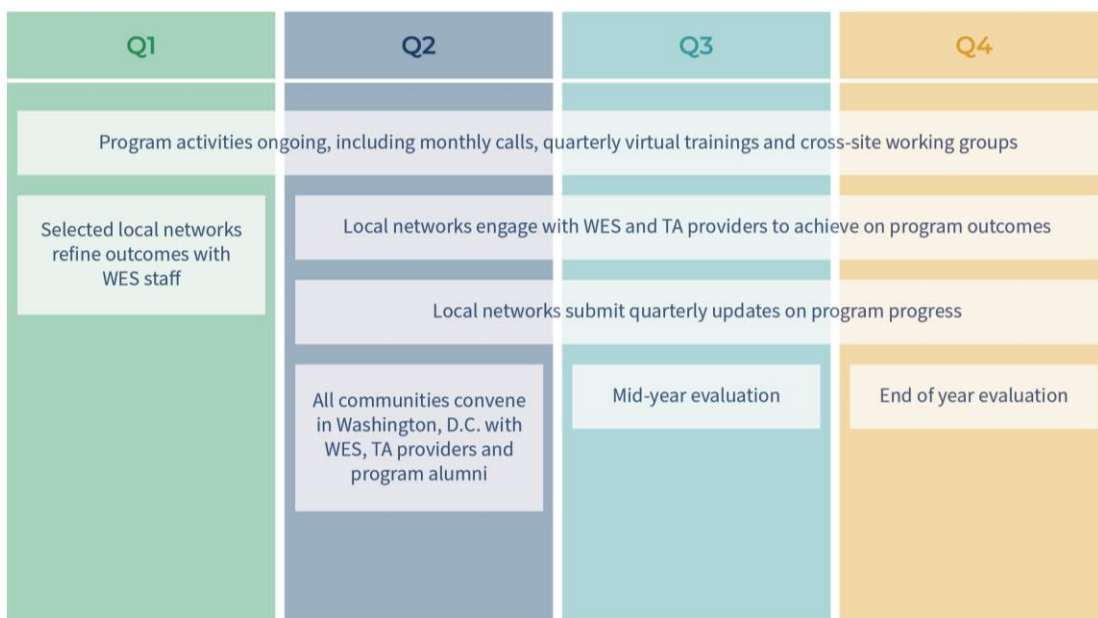 Q1
Q2
Q3
Q4
Program activities ongoing, including monthly calls, quarterly virtual trainings and cross-site working groups
Selected local networks
refine outcomes with
WES staff
Local networks engage with WES and TA providers to achieve on program outcomes
Local networks submit quarterly updates on program progress
All communities convene
in Washington, D.C. with
WES, TA providers and
program alumni
Mid-year evaluation
End of year evaluation